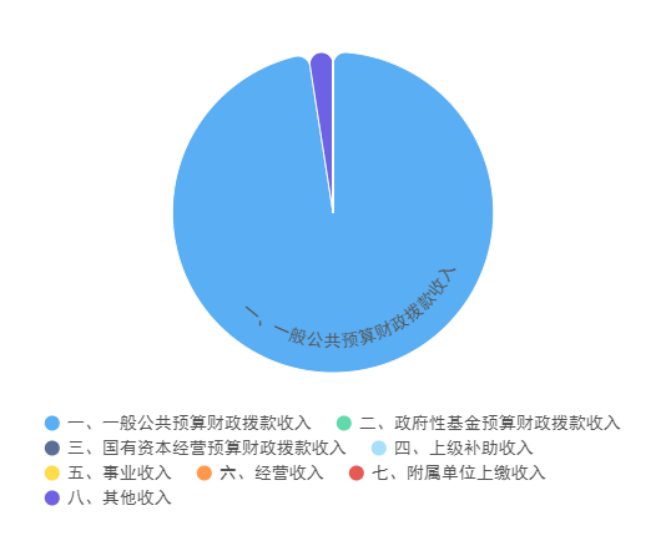 一、一般公共预算财政拨款收入
一、一般公共预算财政拨款收入 二、政府性基金预算财政拨款收入
三、国有资本经营预算财政拨款收入 四、上级补助收入
五、事业收入 六、经营收入 七、附属单位上缴收入
八、其他收入